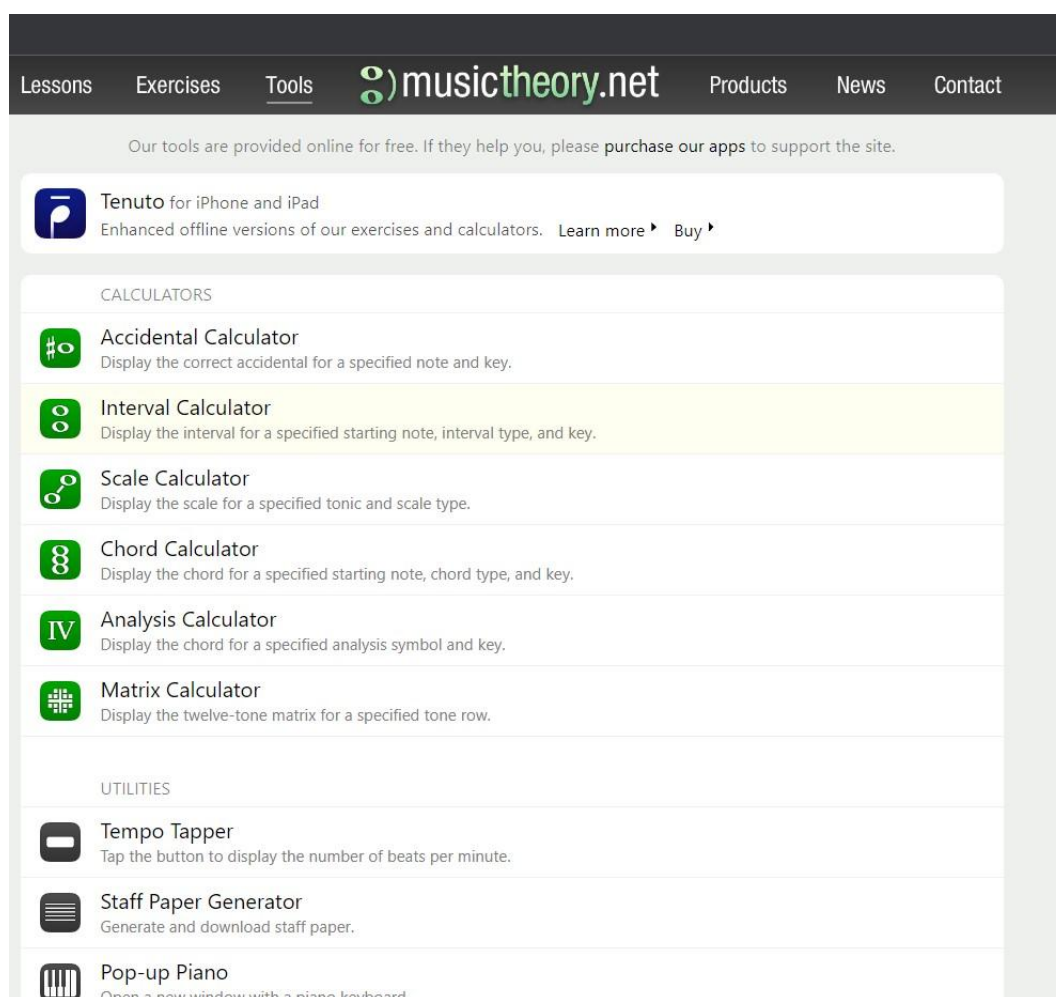 Lessons Exercises Tools musictheory.net Products News Contact
Our tools are provided online for free. If they help you, please purchase our apps to support the site.
Tenuto for iPhone and iPad
Enhanced offline versions of our exercises and calculators. Learn more Buy
CALCULATORS
Accidental Calculator
Display the correct accidental for a specified note and key.
Interval Calculator
Display the interval for a specified starting note, interval type, and key.
Scale Calculator
Display the scale for a specified tonic and scale type.
Chord Calculator
Display the chord for a specified starting note, chord type, and key.
IV
Analysis Calculator
Display the chord for a specified analysis symbol and key.
Matrix Calculator
Display the twelve-tone matrix for a specified tone row.
UTILITIES
Tempo Tapper
Tap the button to display the number of beats per minute.
Staff Paper Generator
Generate and download staff paper.
Pop-up Piano
Open a new window with a piano keyboard.